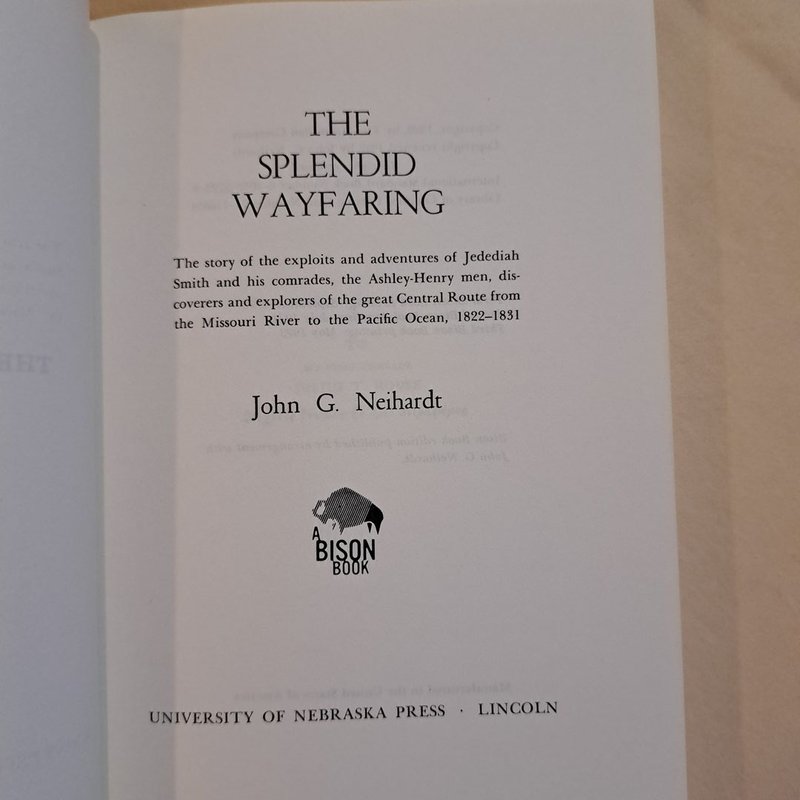 THE
SPLENDID
WAYFARING
The story of the exploits and adventures of Jedediah
Smith and his comrades, the Ashley-Henry men, dis-
coverers and explorers of the great Central Route from
the Missouri River to the Pacific Ocean, 1822–1831
John G. Neihardt
A
BISON
BOOK
UNIVERSITY OF NEBRASKA PRESS · LINCOLN